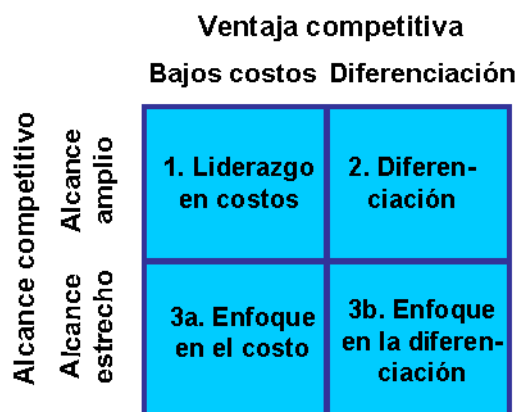 Ventaja competitiva
Bajos costos Diferenciación
Alcance competitivo
Alcance
amplio
1. Liderazgo
en costos
2. Diferen-
ciación
Alcance
estrecho
3a. Enfoque
en el costo
3b. Enfoque
en la diferen-
ciación